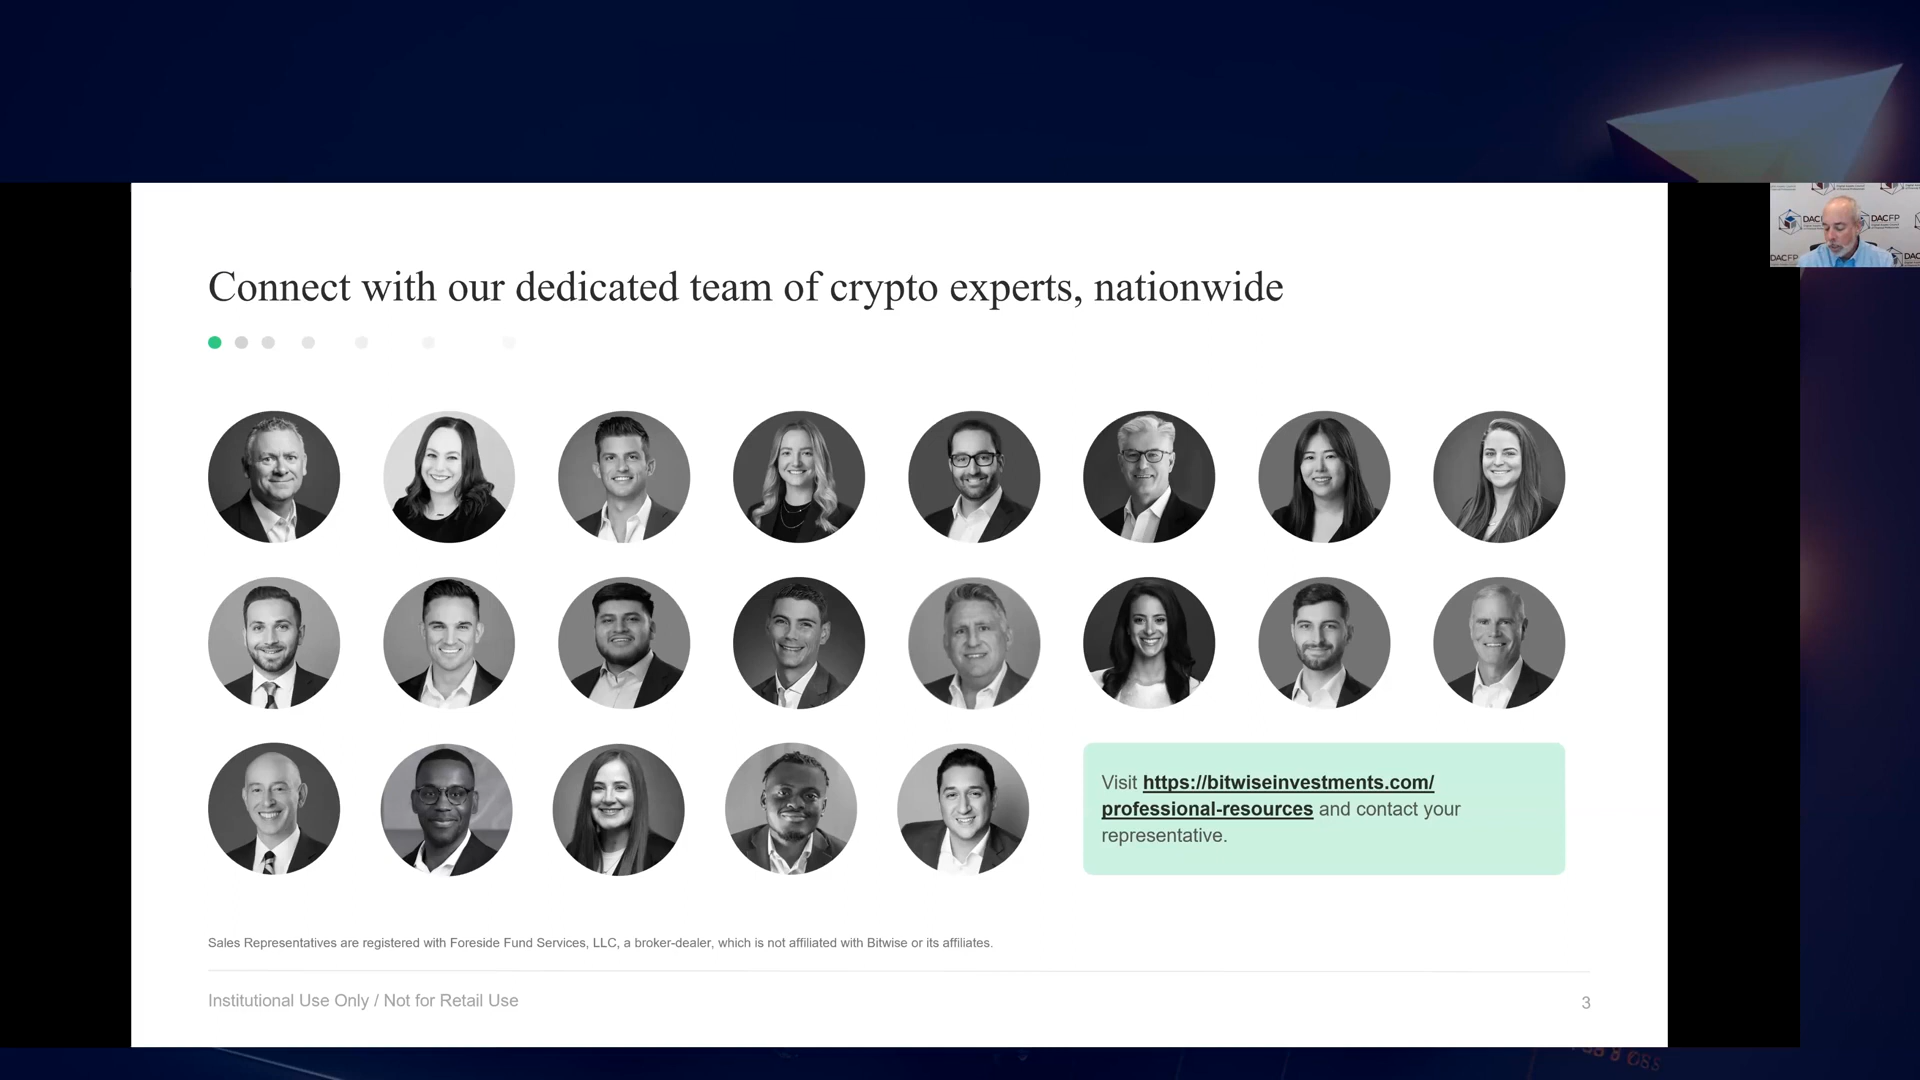 Connect with our dedicated team of crypto experts, nationwide
DACFP
DACFP
Visit https://bitwiseinvestments.com/
professional-resources and contact your
representative.
Sales Representatives are registered with Foreside Fund Services, LLC, a broker-dealer, which is not affiliated with Bitwise or its affiliates.
Institutional Use Only / Not for Retail Use
3